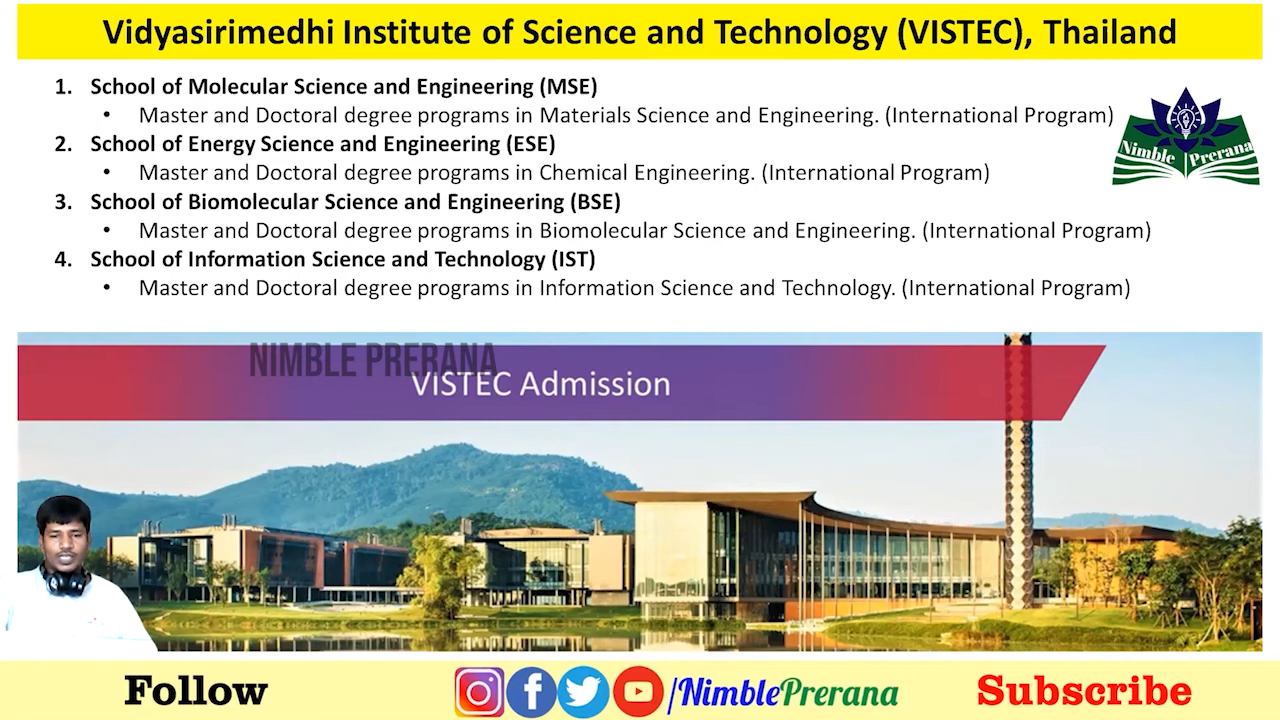 Vidyasirimedhi Institute of Science and Technology (VISTEC), Thailand
1. School of Molecular Science and Engineering (MSE)
• Master and Doctoral degree programs in Materials Science and Engineering. (International Program)
2. School of Energy Science and Engineering (ESE)
• Master and Doctoral degree programs in Chemical Engineering. (International Program)
3. School of Biomolecular Science and Engineering (BSE)
• Master and Doctoral degree programs in Biomolecular Science and Engineering. (International Program)
4. School of Information Science and Technology (IST)
• Master and Doctoral degree programs in Information Science and Technology. (International Program)
Nimble Prerana
NIMBLE PRERANA
VISTEC Admission
Follow
/NimblePrerana
Subscribe